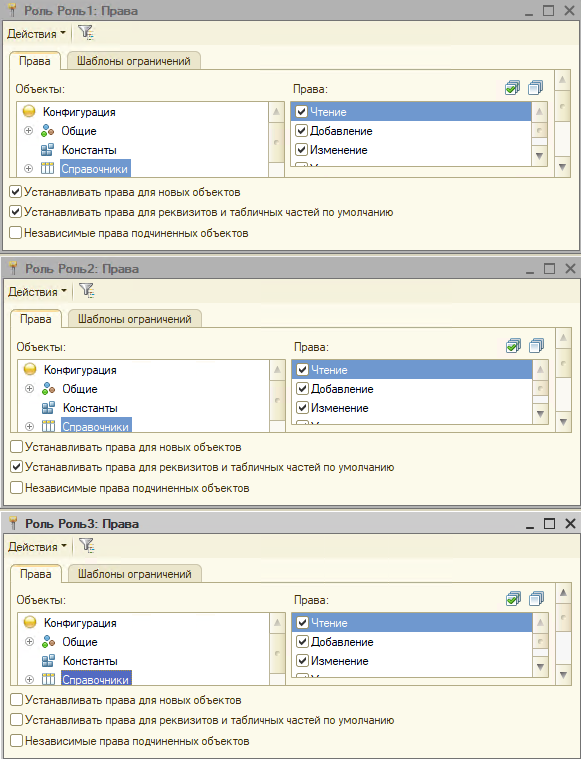 Роль Роль1: Права
Действия
Права Шаблоны ограничений
Объекты: Права:
Конфигурация Чтение
Общие Добавление
Константы Изменение
Справочники
Устанавливать права для новых объектов
Устанавливать права для реквизитов и табличных частей по умолчанию
Независимые права подчиненных объектов
Роль Роль2: Права
Действия
Права Шаблоны ограничений
Объекты: Права:
Конфигурация Чтение
Общие Добавление
Константы Изменение
Справочники
Устанавливать права для новых объектов
Устанавливать права для реквизитов и табличных частей по умолчанию
Независимые права подчиненных объектов
Роль Роль3: Права
Действия
Права Шаблоны ограничений
Объекты: Права:
Конфигурация Чтение
Общие Добавление
Константы Изменение
Справочники
Устанавливать права для новых объектов
Устанавливать права для реквизитов и табличных частей по умолчанию
Независимые права подчиненных объектов